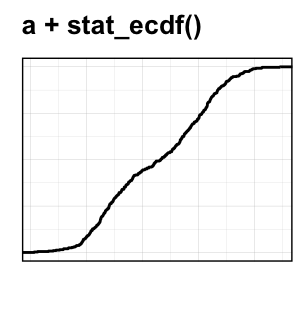 a + stat_ecdf()